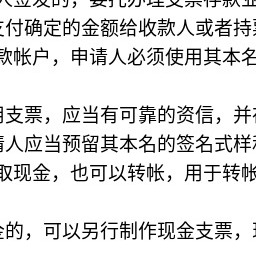 人签发的，委托办理支票存款业
支付确定的金额给收款人或者持票
款帐户，申请人必须使用其本名
用支票，应当有可靠的资信，并存
请人应当预留其本名的签名式样和
取现金，也可以转帐，用于转帐
金的，可以另行制作现金支票，现